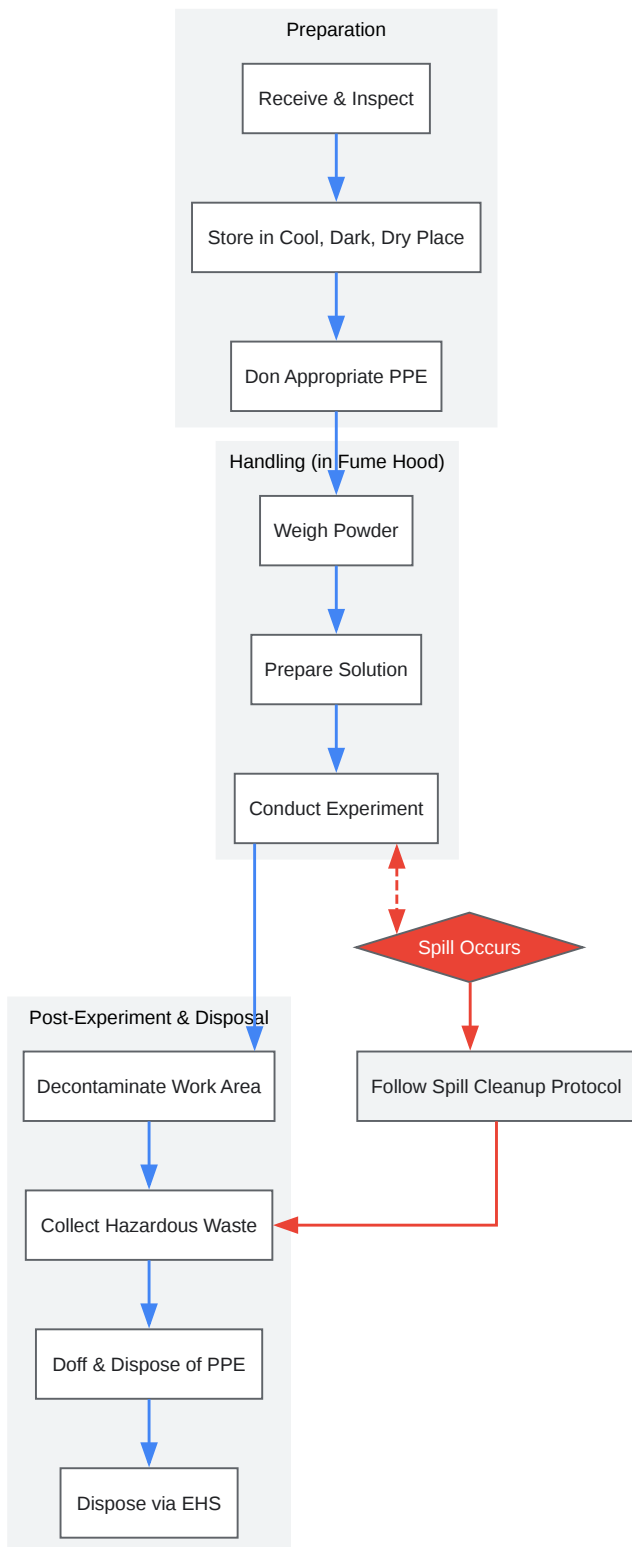 Preparation
Receive & Inspect
Store in Cool, Dark, Dry Place
Don Appropriate PPE
Handling (in Fume Hood)
Weigh Powder
Prepare Solution
Conduct Experiment
Spill Occurs
Post-Experiment & Disposal
Decontaminate Work Area
Follow Spill Cleanup Protocol
Collect Hazardous Waste
Doff & Dispose of PPE
Dispose via EHS